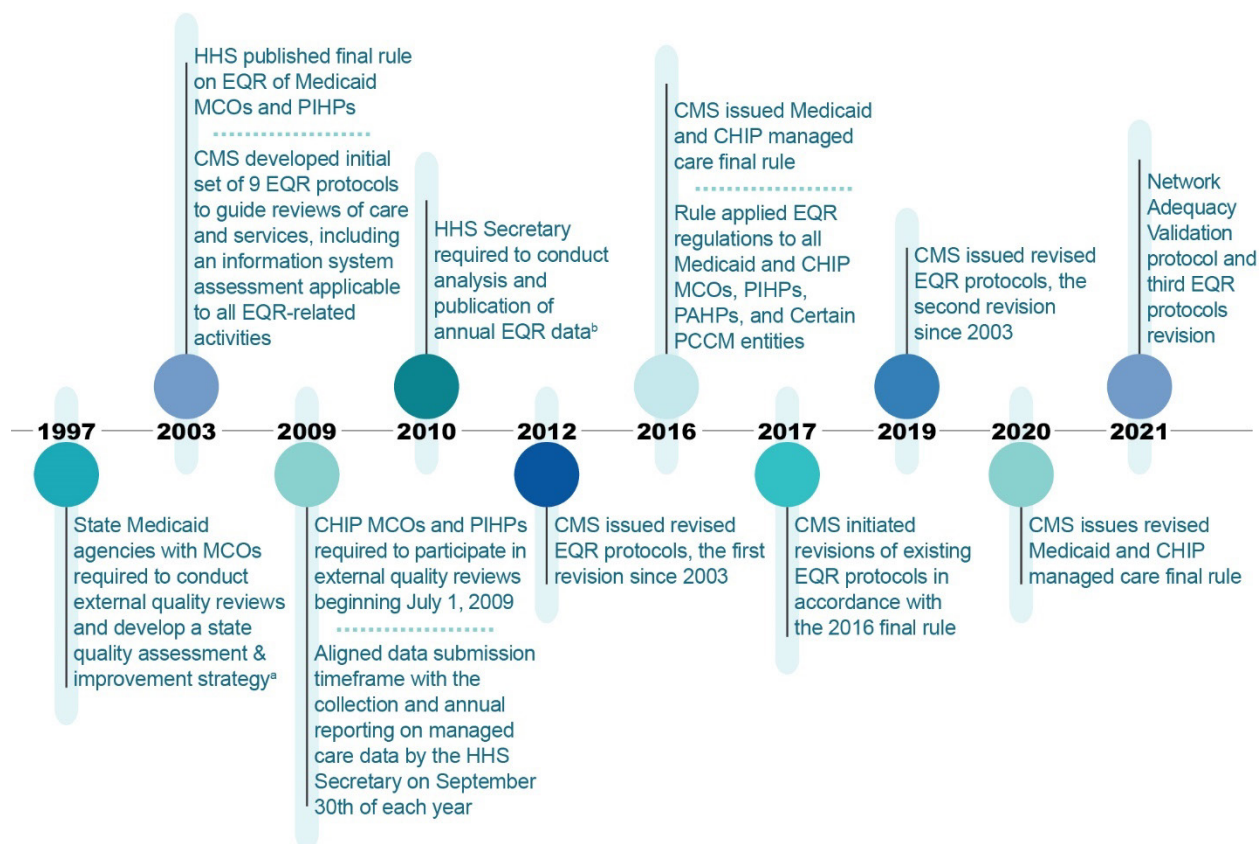 HHS published final rule
on EQR of Medicaid
MCOs and PIHPs
CMS developed initial
set of 9 EQR protocols
to guide reviews of care
and services, including
an information system
assessment applicable
to all EQR-related
activities
HHS Secretary
required to conduct
analysis and
publication of
annual EQR dataᵇ
CMS issued Medicaid
and CHIP managed
care final rule
Rule applied EQR
regulations to all
Medicaid and CHIP
MCOs, PIHPs,
PAHPs, and Certain
PCCM entities
CMS issued revised
EQR protocols, the
second revision
since 2003
Network
Adequacy
Validation
protocol and
third EQR
protocols
revision
1997 2003 2009 2010 2012 2016 2017 2019 2020 2021
State Medicaid
agencies with MCOs
required to conduct
external quality reviews
and develop a state
quality assessment &
improvement strategyᵃ
CHIP MCOs and PIHPs
required to participate in
external quality reviews
beginning July 1, 2009
Aligned data submission
timeframe with the
collection and annual
reporting on managed
care data by the HHS
Secretary on September
30th of each year
CMS issued revised
EQR protocols, the first
revision since 2003
CMS initiated
revisions of existing
EQR protocols in
accordance with
the 2016 final rule
CMS issues revised
Medicaid and CHIP
managed care final rule